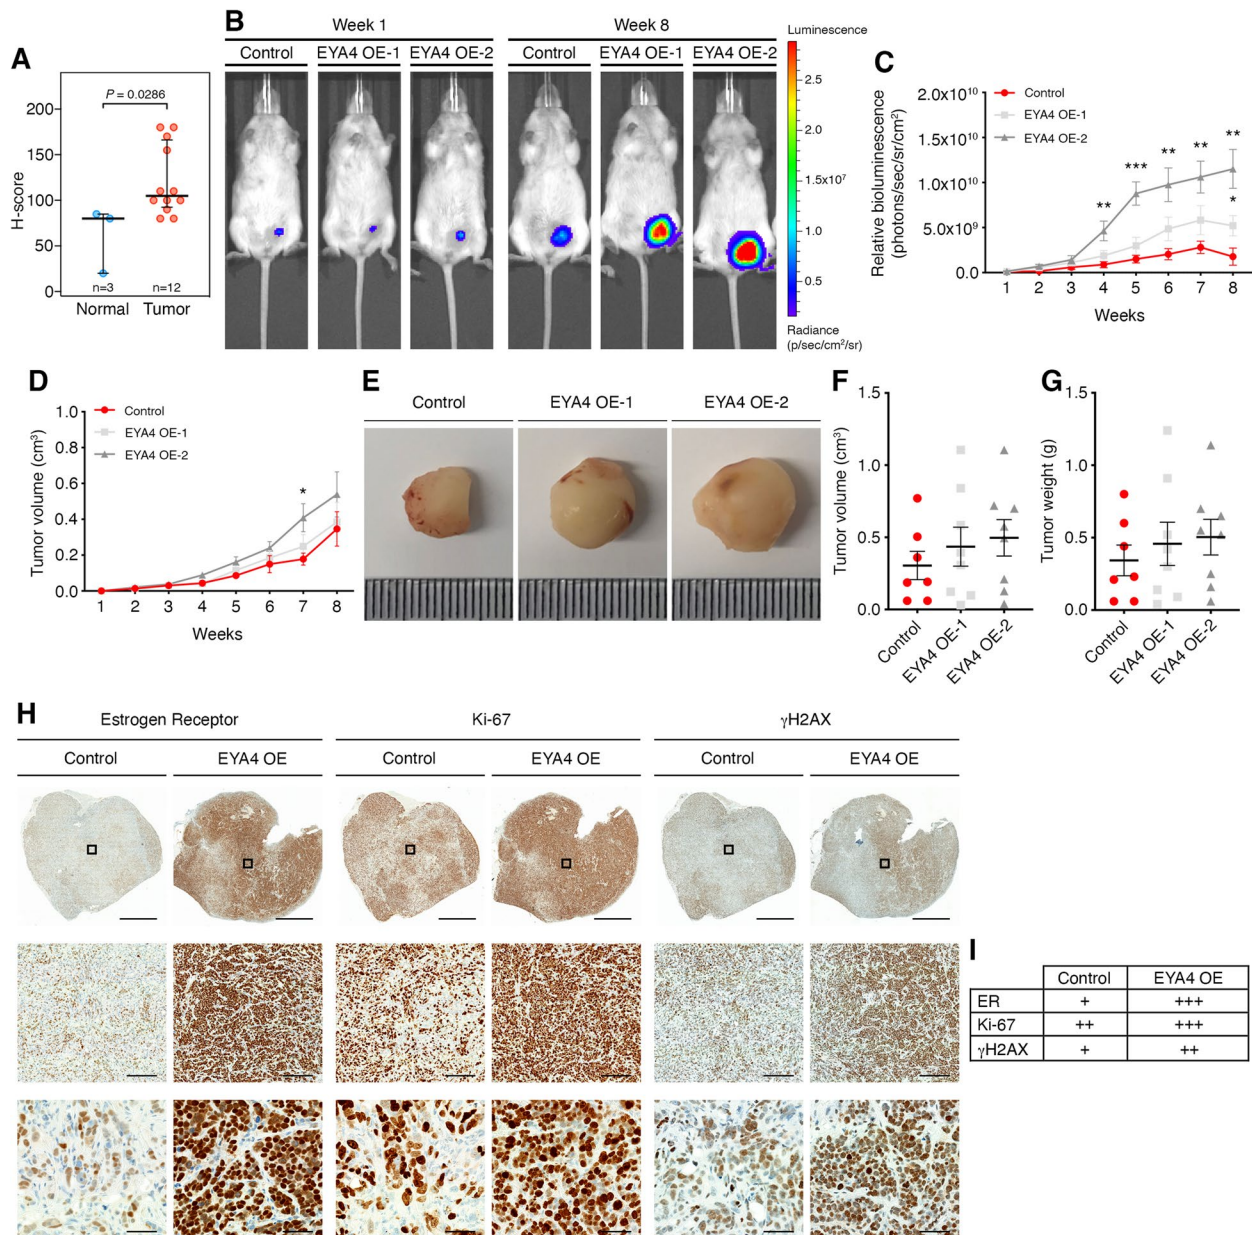 A
P = 0.0286
200
150
100
50
0
H-score
n=3
n=12
Normal
Tumor
B
Week 1
Week 8
Control
EYA4 OE-1
EYA4 OE-2
Control
EYA4 OE-1
EYA4 OE-2
Luminescence
2.5
2.0
1.5x10⁷
1.0
0.5
Radiance
(p/sec/cm²/sr)
C
Control
EYA4 OE-1
EYA4 OE-2
Relative bioluminescence
(photons/sec/sr/cm²)
2.0x10¹⁰
1.5x10¹⁰
1.0x10¹⁰
5.0x10⁹
0.0
** *** ** ** **
*
1 2 3 4 5 6 7 8
Weeks
D
Control
EYA4 OE-1
EYA4 OE-2
Tumor volume (cm³)
1.0
0.8
0.6
0.4
0.2
0.0
*
1 2 3 4 5 6 7 8
Weeks
E
Control
EYA4 OE-1
EYA4 OE-2
F
Tumor volume (cm³)
1.5
1.0
0.5
0.0
Control
EYA4 OE-1
EYA4 OE-2
G
Tumor weight (g)
1.5
1.0
0.5
0.0
Control
EYA4 OE-1
EYA4 OE-2
H
Estrogen Receptor
Ki-67
γH2AX
Control
EYA4 OE
Control
EYA4 OE
Control
EYA4 OE
I
Control EYA4 OE
ER + +++
Ki-67 ++ +++
γH2AX + ++